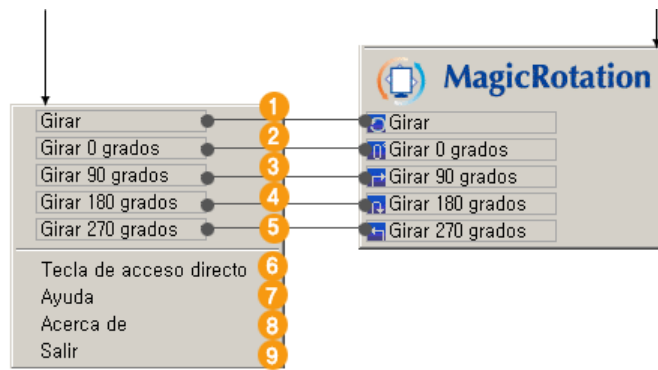 Girar 1
Girar 0 grados 2
Girar 90 grados 3
Girar 180 grados 4
Girar 270 grados 5
Tecla de acceso directo 6
Ayuda 7
Acerca de 8
Salir 9
MagicRotation
Girar
Girar 0 grados
Girar 90 grados
Girar 180 grados
Girar 270 grados